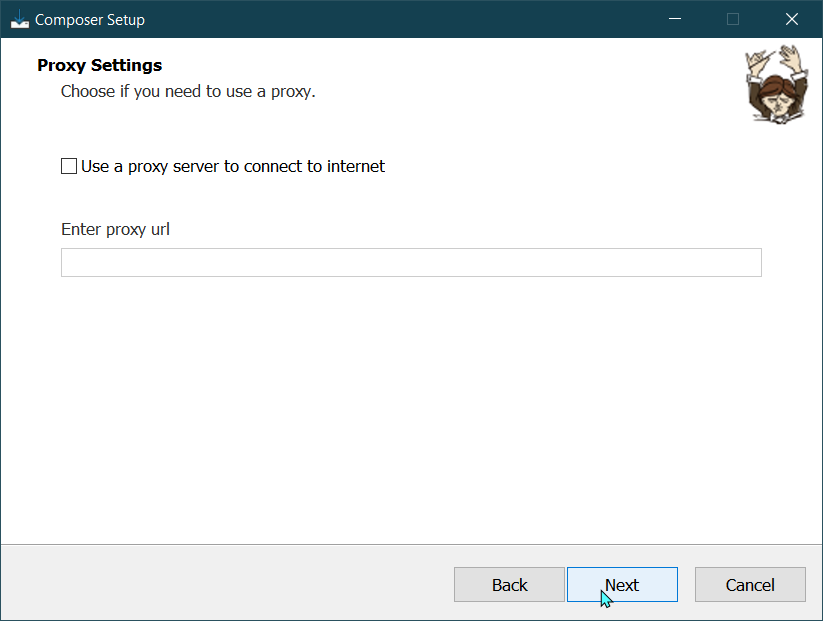 Composer Setup
Proxy Settings
Choose if you need to use a proxy.
Use a proxy server to connect to internet
Enter proxy url
Back Next Cancel